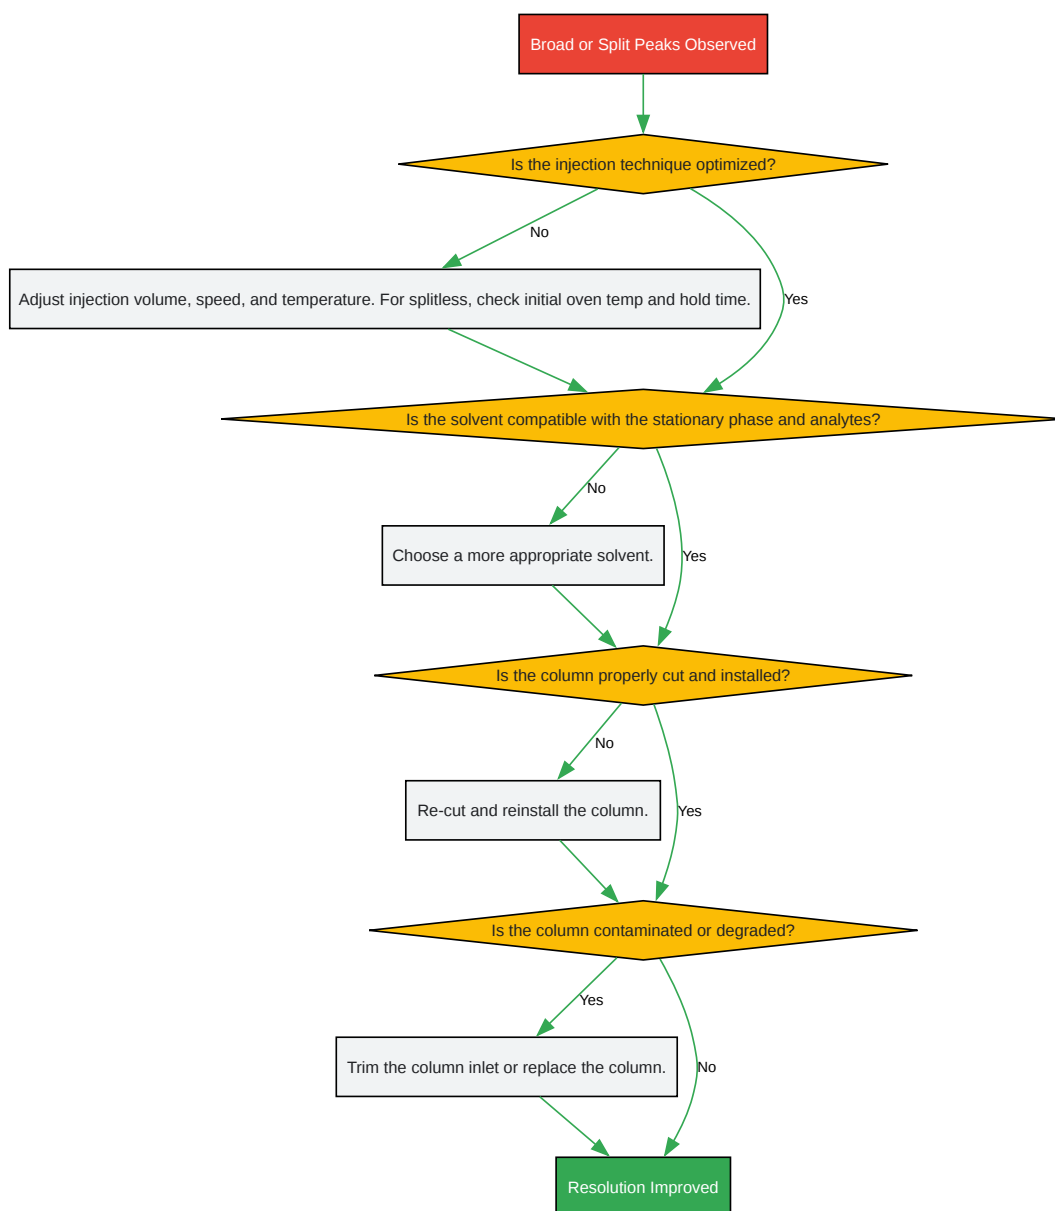 Broad or Split Peaks Observed
Is the injection technique optimized?
No
Adjust injection volume, speed, and temperature. For splitless, check initial oven temp and hold time.
Yes
Is the solvent compatible with the stationary phase and analytes?
No
Choose a more appropriate solvent.
Yes
Is the column properly cut and installed?
No
Re-cut and reinstall the column.
Yes
Is the column contaminated or degraded?
Yes
Trim the column inlet or replace the column.
No
Resolution Improved